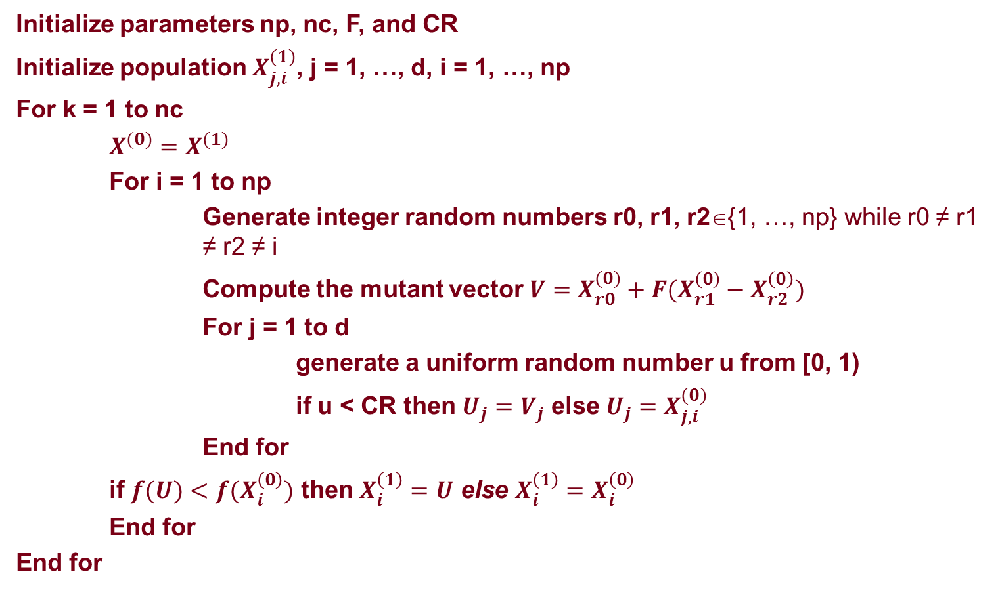 Initialize parameters np, nc, F, and CR
Initialize population $X_{j,i}^{(1)}$, j = 1, …, d, i = 1, …, np
For k = 1 to nc
$X^{(0)} = X^{(1)}$
For i = 1 to np
Generate integer random numbers r0, r1, r2∈{1, …, np} while r0 ≠ r1
≠ r2 ≠ i
Compute the mutant vector $V = X_{r0}^{(0)} + F(X_{r1}^{(0)} - X_{r2}^{(0)})$
For j = 1 to d
generate a uniform random number u from [0, 1)
if u < CR then $U_j = V_j$ else $U_j = X_{j,i}^{(0)}$
End for
if $f(U) < f(X_i^{(0)})$ then $X_i^{(1)} = U$ else $X_i^{(1)} = X_i^{(0)}$
End for
End for